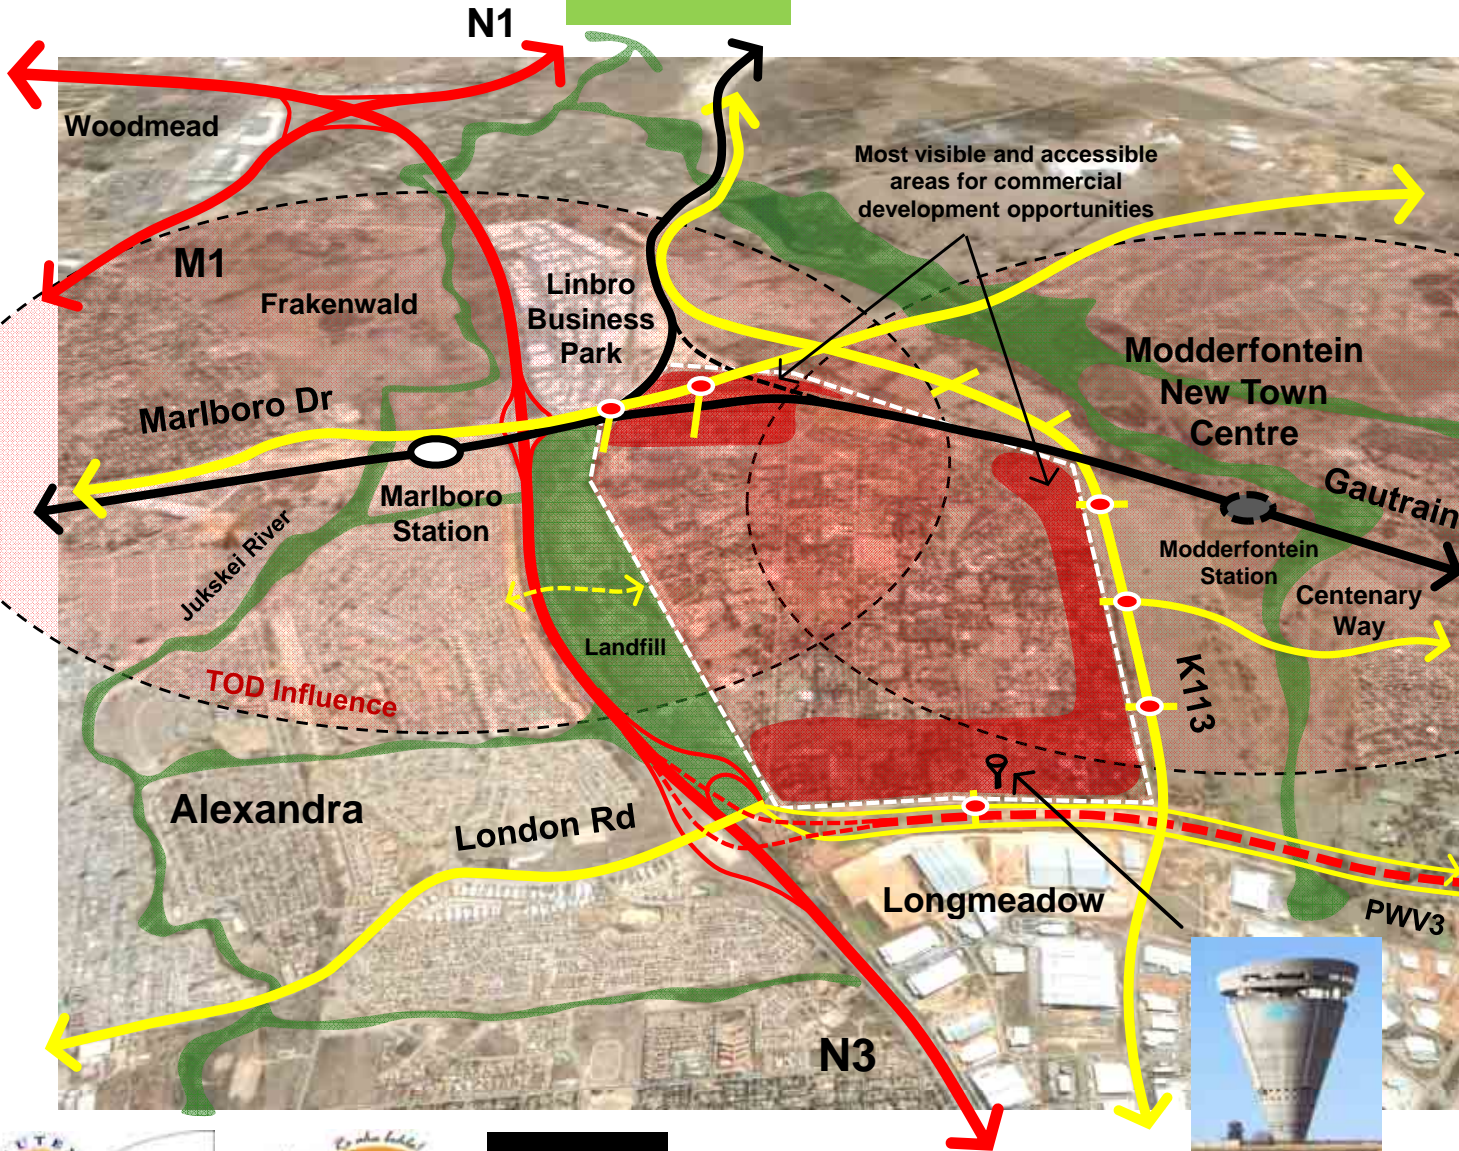 N1
Woodmead
Most visible and accessible
areas for commercial
development opportunities
M1
Frakenwald
Linbro
Business
Park
Modderfontein
New Town
Centre
Marlboro Dr
Marlboro
Station
Gautrain
Jukskei River
Modderfontein
Station
Centenary
Way
Landfill
TOD Influence
K113
Alexandra
London Rd
Longmeadow
PWV3
N3